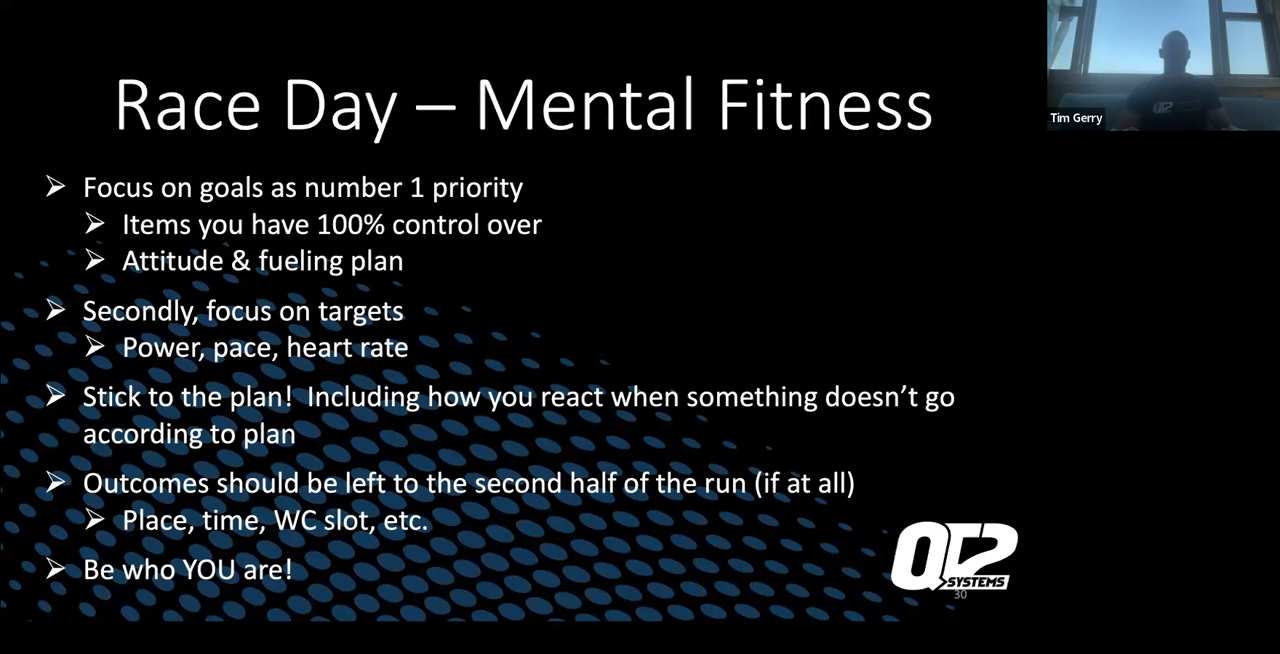 Race Day – Mental Fitness
Tim Gerry
➢ Focus on goals as number 1 priority
➢ Items you have 100% control over
➢ Attitude & fueling plan
➢ Secondly, focus on targets
➢ Power, pace, heart rate
➢ Stick to the plan!  Including how you react when something doesn’t go
according to plan
➢ Outcomes should be left to the second half of the run (if at all)
➢ Place, time, WC slot, etc.
➢ Be who YOU are!
QT2
SYSTEMS
30